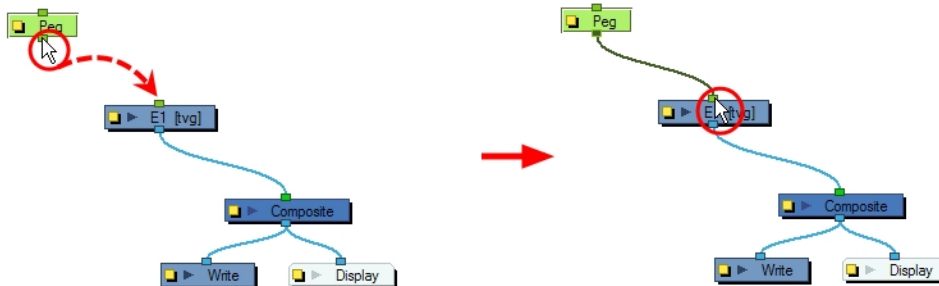 Peg
E1 [tvg]
Composite
Write
Display
Peg
[tvg]
Composite
Write
Display